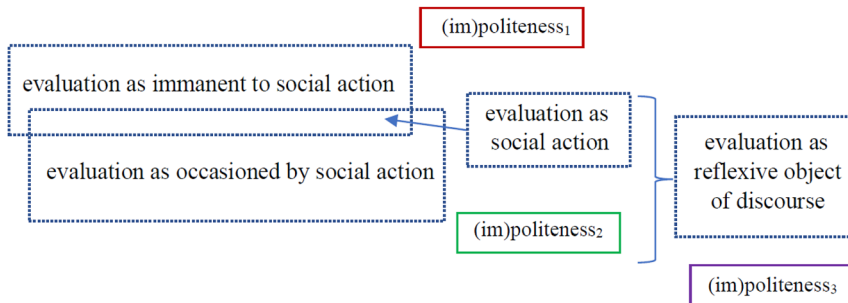 (im)politeness₁
evaluation as immanent to social action
evaluation as
social action
evaluation as occasioned by social action
evaluation as
reflexive object
of discourse
(im)politeness₂
(im)politeness₃